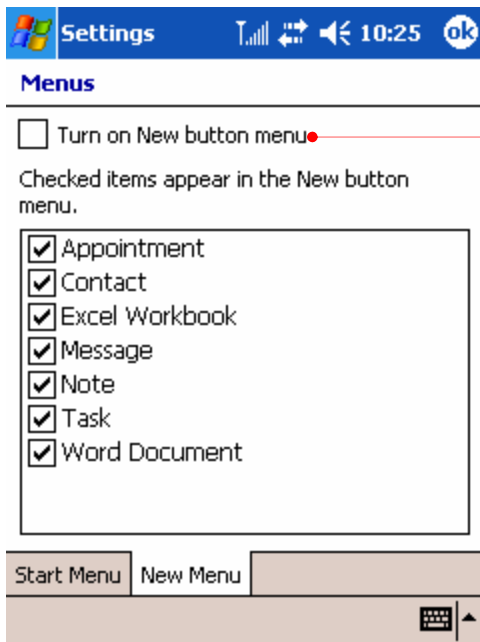 Settings 10:25 ok
Menus
Turn on New button menu
Checked items appear in the New button
menu.
Appointment
Contact
Excel Workbook
Message
Note
Task
Word Document
Start Menu New Menu